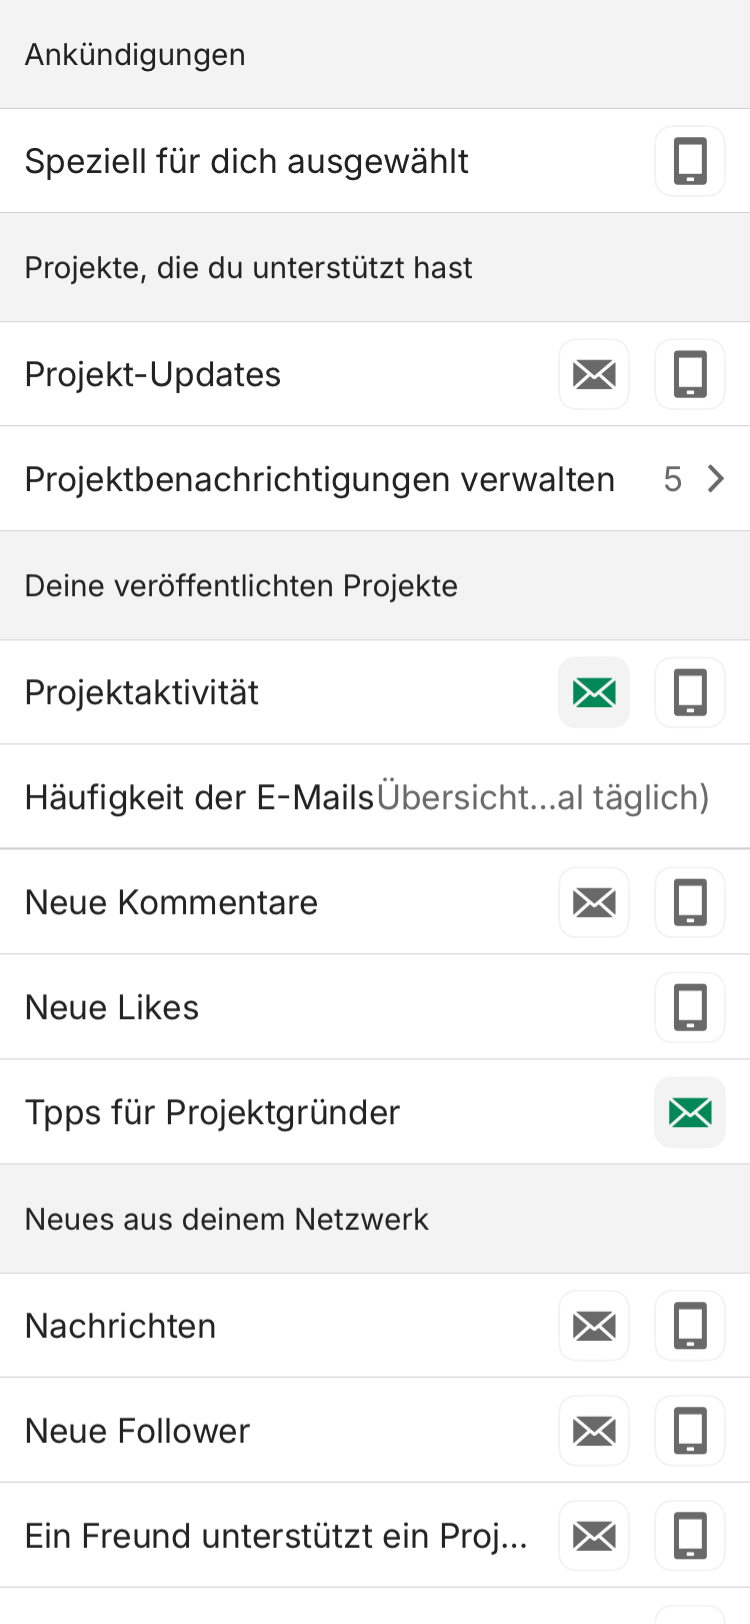 Ankündigungen
Speziell für dich ausgewählt
Projekte, die du unterstützt hast
Projekt-Updates
Projektbenachrichtigungen verwalten 5
Deine veröffentlichten Projekte
Projektaktivität
Häufigkeit der E-Mails Übersicht...al täglich)
Neue Kommentare
Neue Likes
Tpps für Projektgründer
Neues aus deinem Netzwerk
Nachrichten
Neue Follower
Ein Freund unterstützt ein Proj...